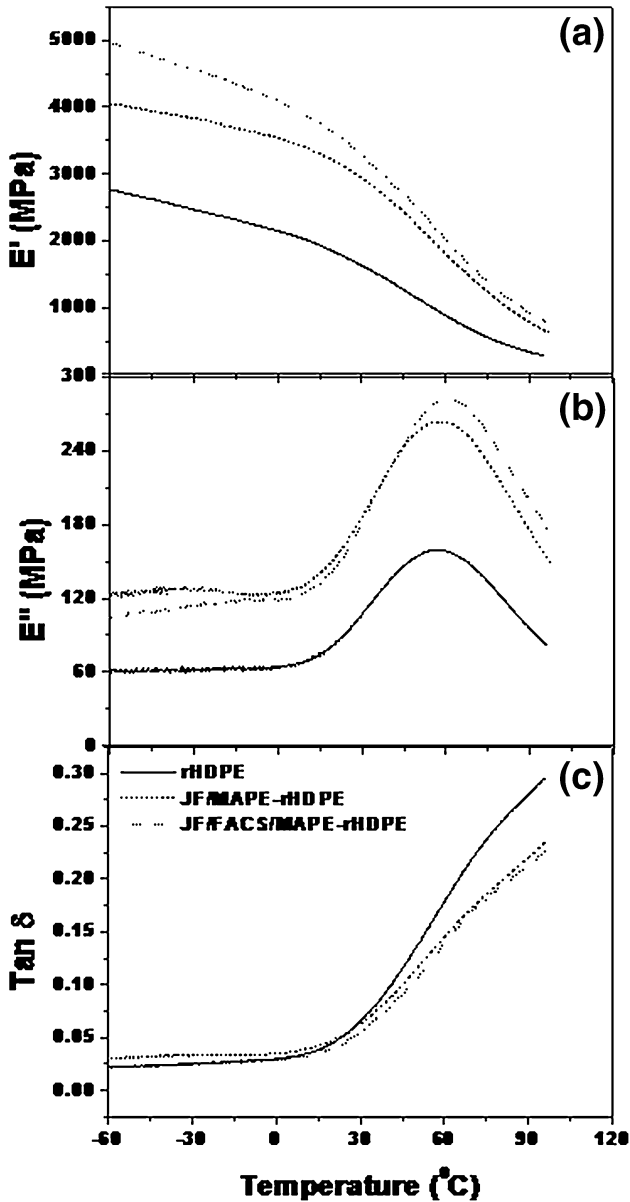 (a)
5000
4000
3000
2000
1000
300
E' (MPa)
(b)
240
180
120
60
0
E'' (MPa)
(c)
rHDPE
JF/MAPE-rHDPE
JF/FACS/MAPE-rHDPE
0.30
0.25
0.20
0.15
0.10
0.05
0.00
Tan δ
-60 -30 0 30 60 90 120
Temperature (°C)